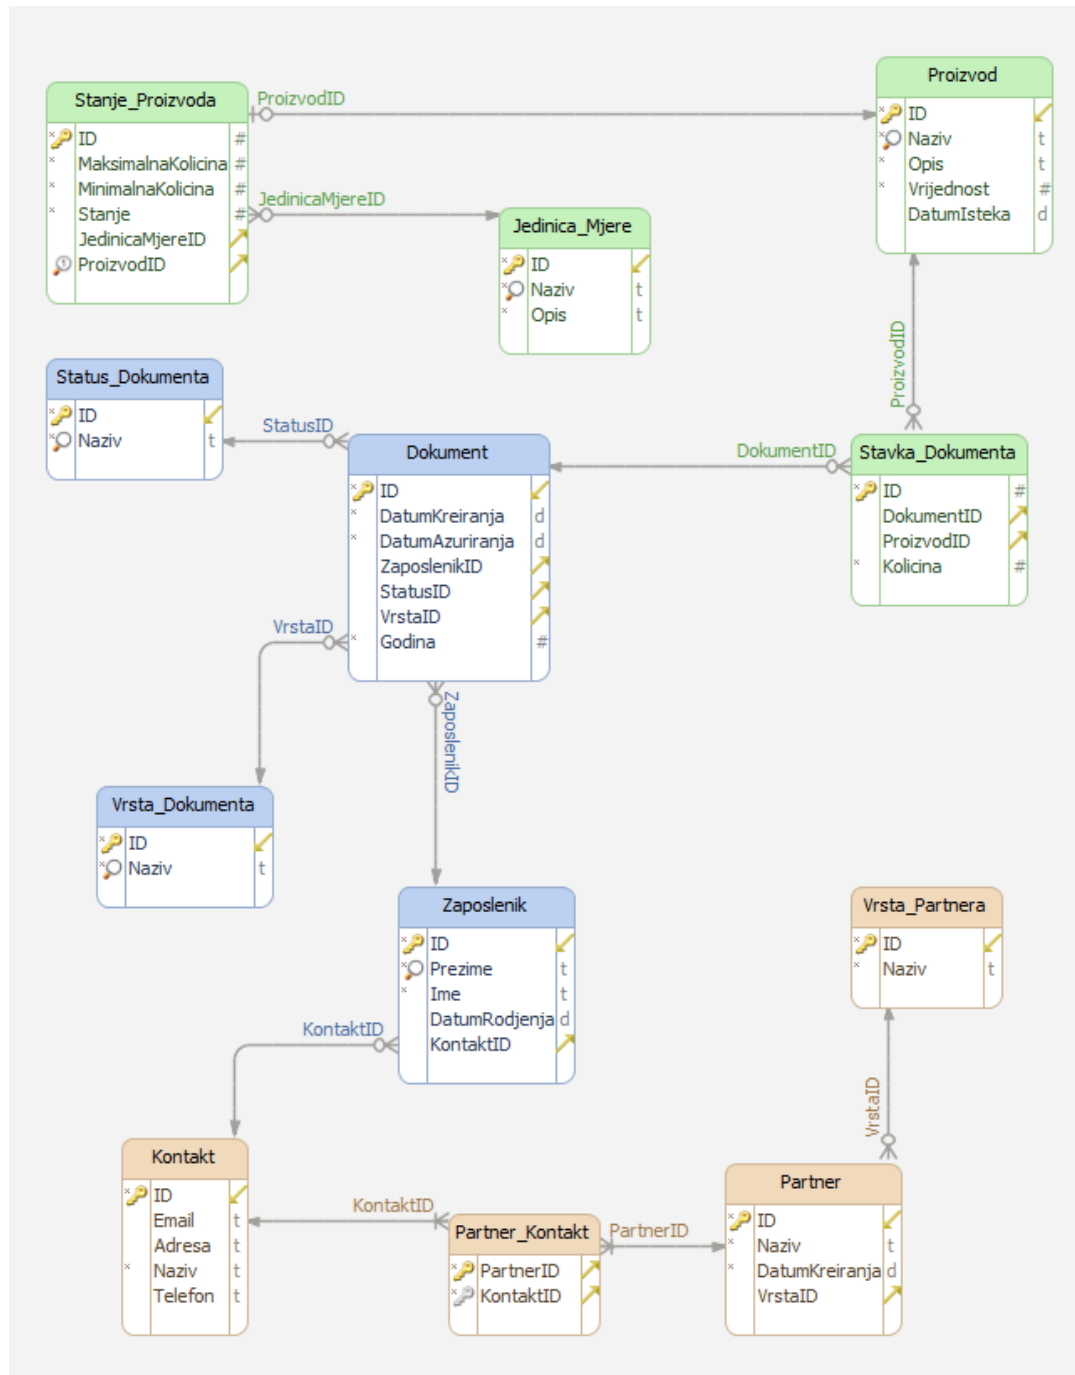 Stanje_Proizvoda
ID #
MaksimalnaKolicina #
MinimalnaKolicina #
Stanje #
JedinicaMjereID
ProizvodID
ProizvodID
JedinicaMjereID
Proizvod
ID
Naziv t
Opis t
Vrijednost #
DatumIsteka d
Jedinica_Mjere
ID
Naziv t
Opis t
ProizvodID
Status_Dokumenta
ID
Naziv t
StatusID
Dokument
ID
DatumKreiranja d
DatumAzuriranja d
ZaposlenikID
StatusID
VrstaID
Godina #
DokumentID
Stavka_Dokumenta
ID #
DokumentID
ProizvodID
Kolicina #
VrstaID
ZaposlenikID
Vrsta_Dokumenta
ID
Naziv t
Zaposlenik
ID
Prezime t
Ime t
DatumRodjenja d
KontaktID
Vrsta_Partnera
ID
Naziv t
KontaktID
VrstaID
Kontakt
ID
Email t
Adresa t
Naziv t
Telefon t
KontaktID
Partner_Kontakt
PartnerID
KontaktID
PartnerID
Partner
ID
Naziv t
DatumKreiranja d
VrstaID